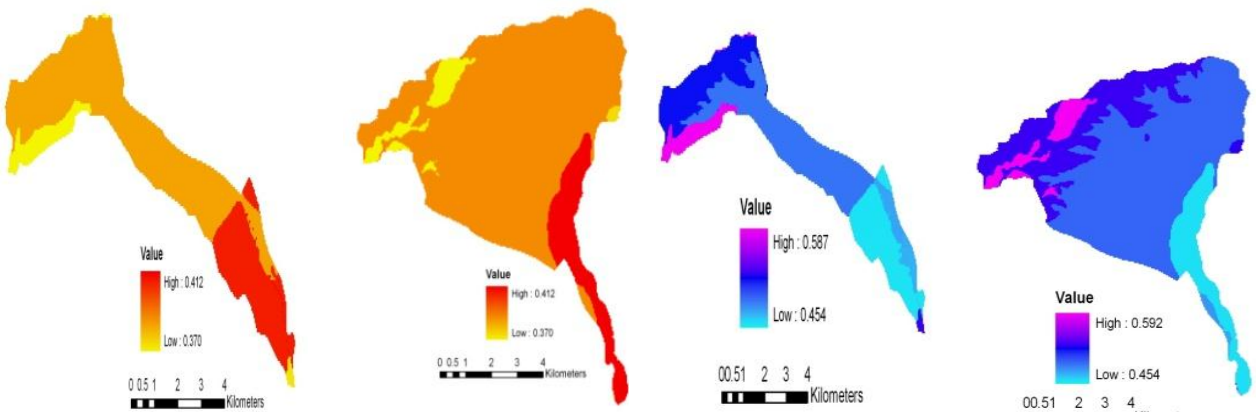 Value
High : 0.412
Low : 0.370
0 0.5 1 2 3 4
Kilometers
Value
High : 0.412
Low : 0.370
0 0.5 1 2 3 4
Kilometers
Value
High : 0.587
Low : 0.454
00.51 2 3 4
Kilometers
Value
High : 0.592
Low : 0.454
00.51 2 3 4